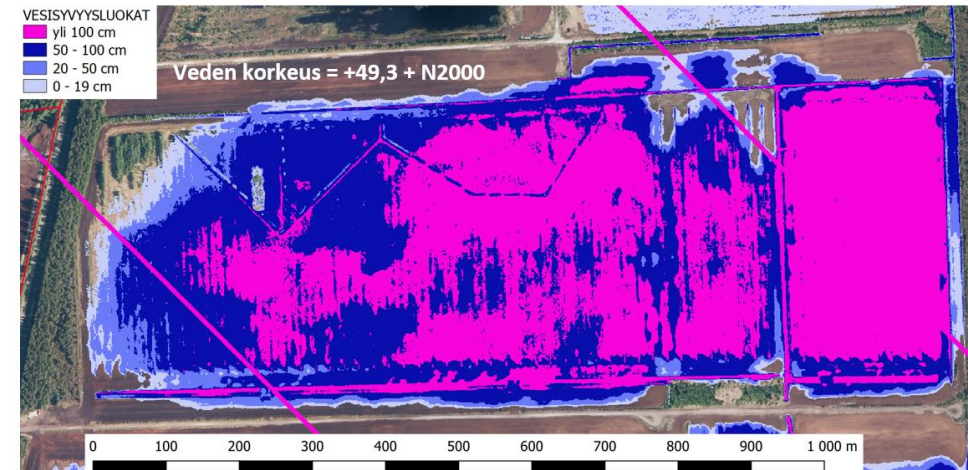 VESISYVYYSLUOKAT
yli 100 cm
50 - 100 cm
20 - 50 cm
0 - 19 cm
Veden korkeus = +49,3 + N2000
0 100 200 300 400 500 600 700 800 900 1 000 m